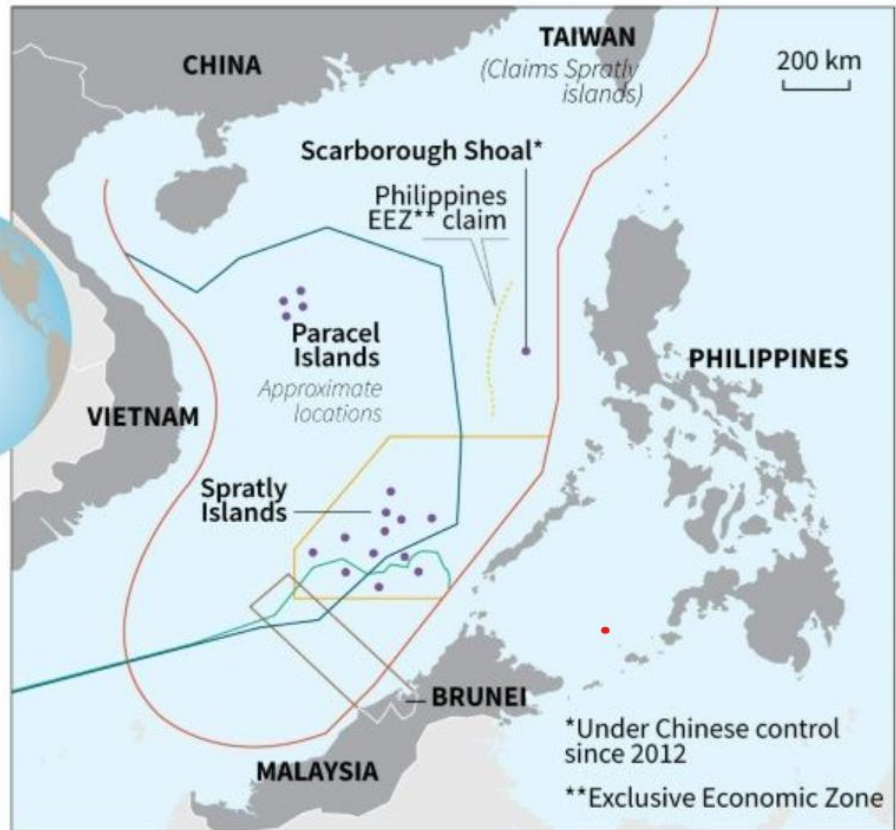 TAIWAN
(Claims Spratly
islands)
CHINA
200 km
Scarborough Shoal*
Philippines
EEZ** claim
Paracel
Islands
Approximate
locations
PHILIPPINES
VIETNAM
Spratly
Islands
BRUNEI
*Under Chinese control
since 2012
MALAYSIA
**Exclusive Economic Zone